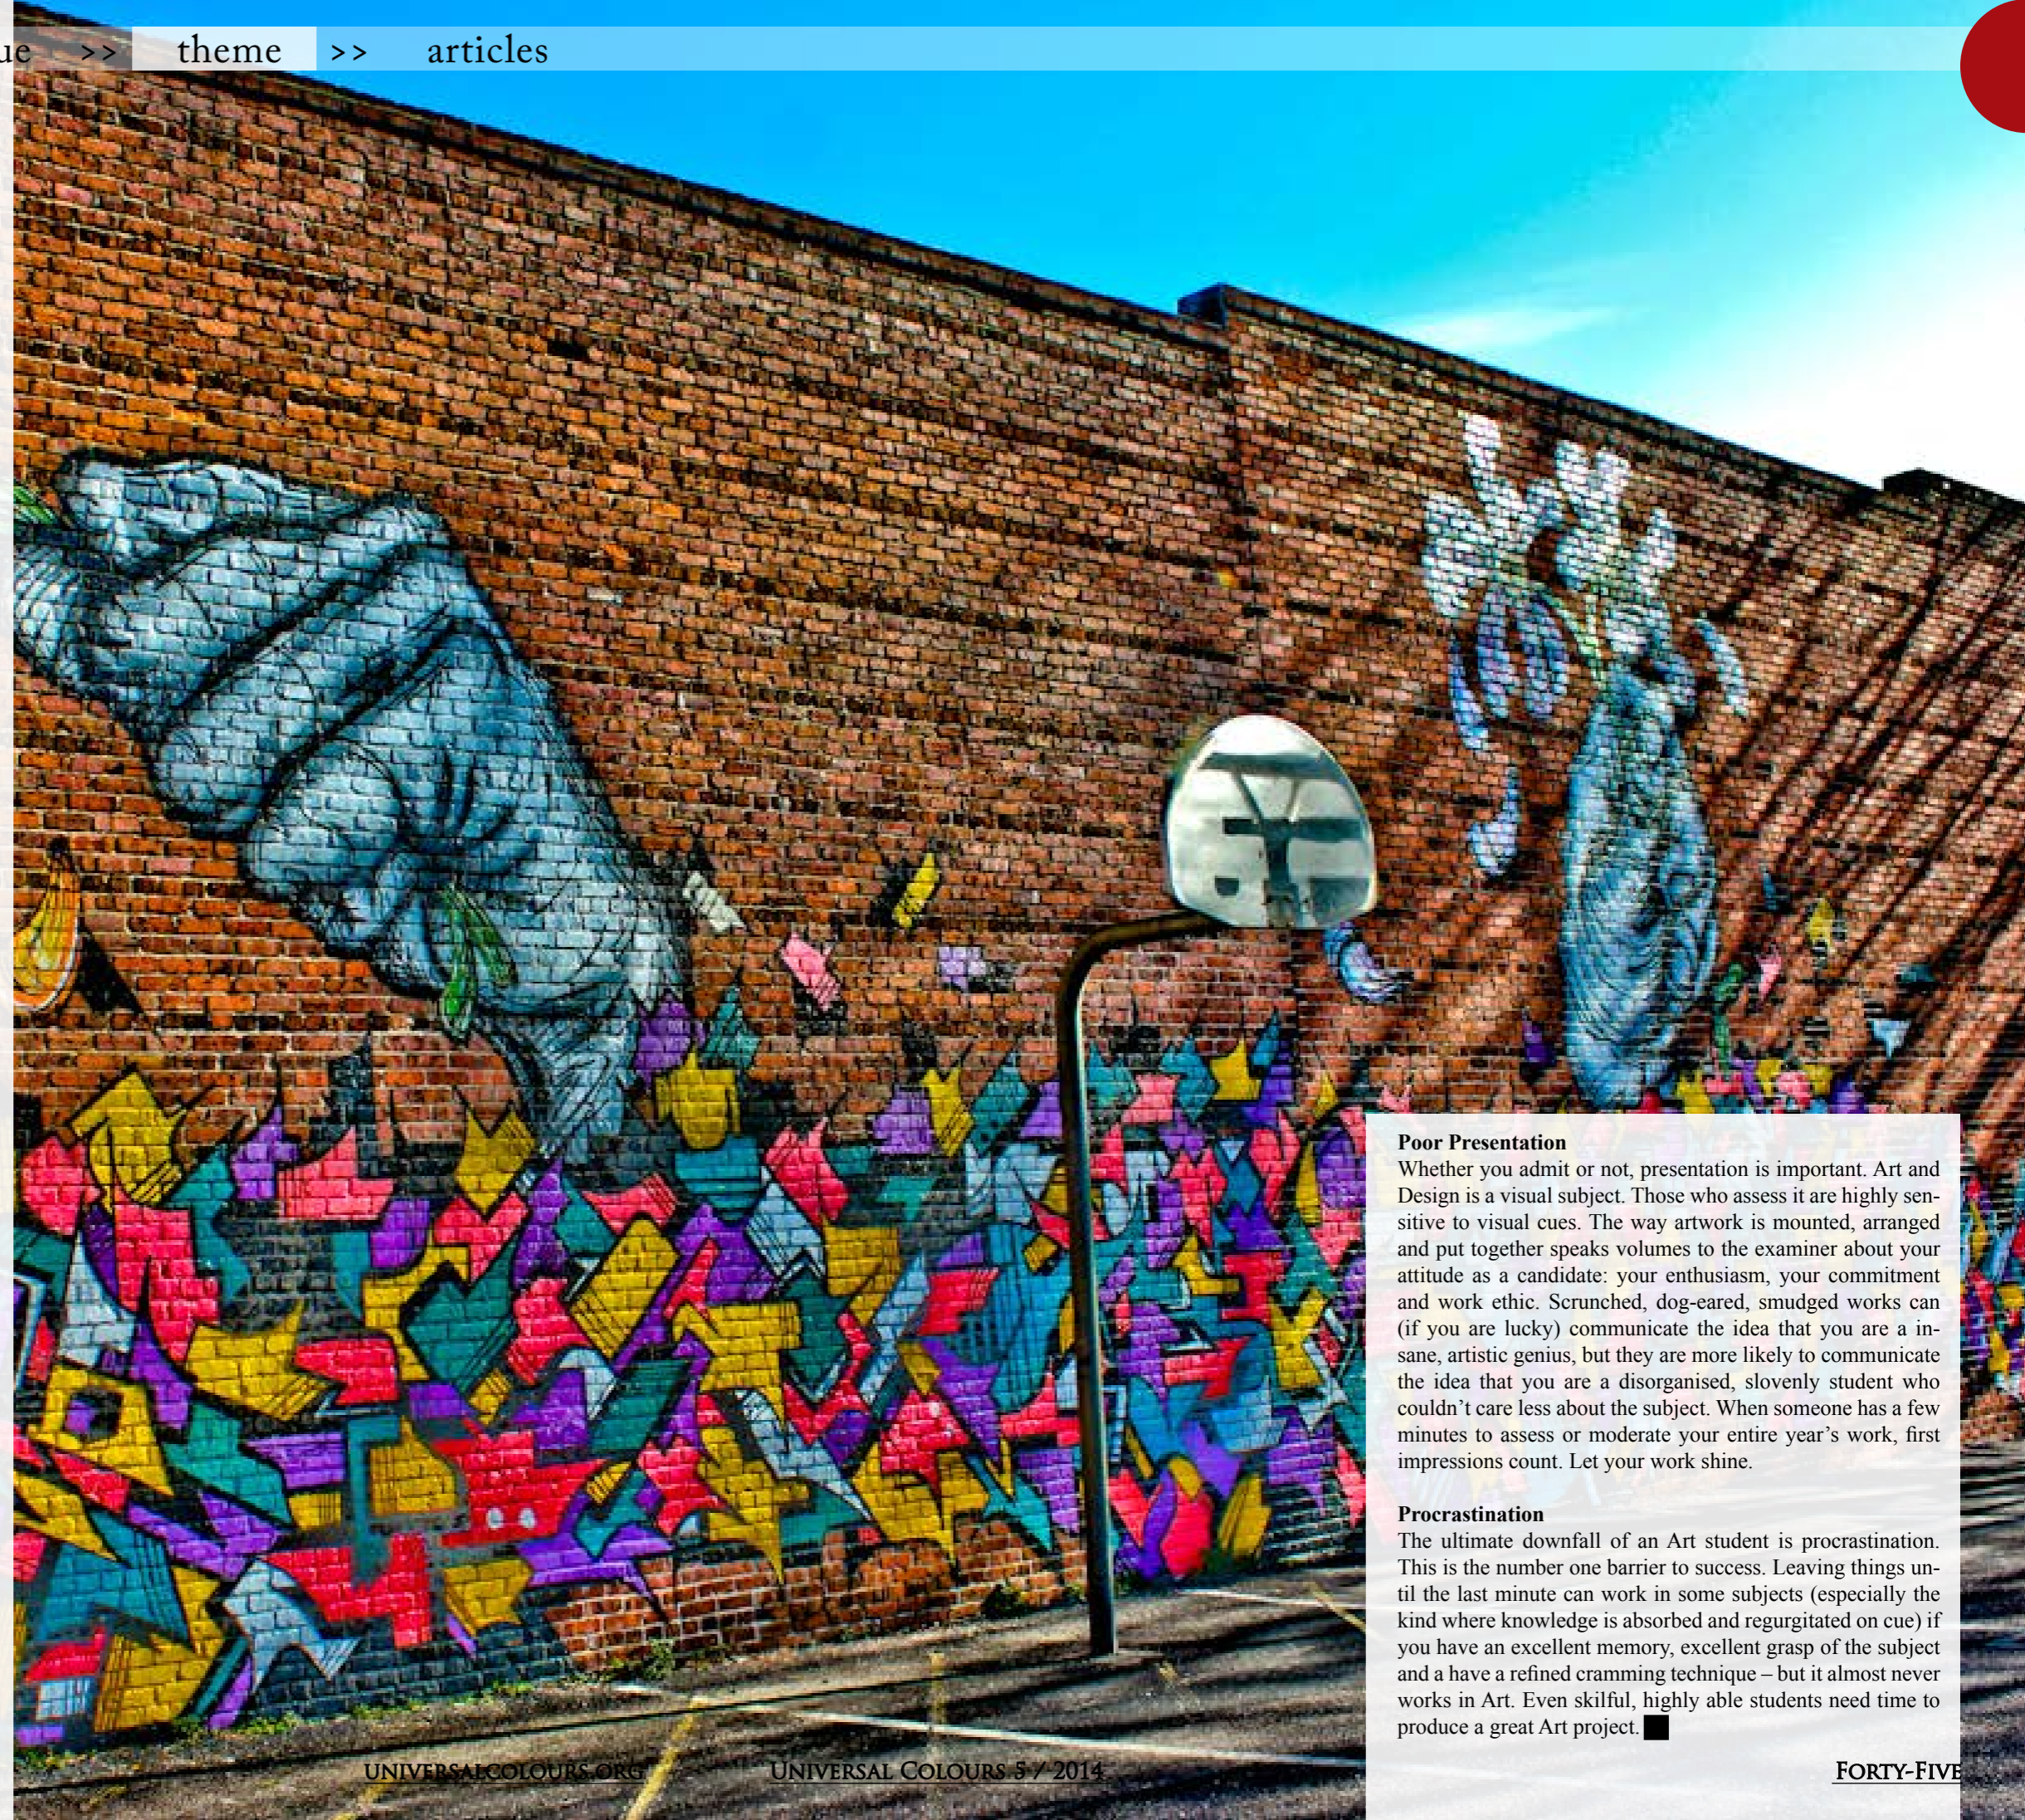 >> theme >> articles
Poor Presentation
Whether you admit or not, presentation is important. Art and
Design is a visual subject. Those who assess it are highly sen-
sitive to visual cues. The way artwork is mounted, arranged
and put together speaks volumes to the examiner about your
attitude as a candidate: your enthusiasm, your commitment
and work ethic. Scrunched, dog-eared, smudged works can
(if you are lucky) communicate the idea that you are a in-
sane, artistic genius, but they are more likely to communicate
the idea that you are a disorganised, slovenly student who
couldn’t care less about the subject. When someone has a few
minutes to assess or moderate your entire year’s work, first
impressions count. Let your work shine.
Procrastination
The ultimate downfall of an Art student is procrastination.
This is the number one barrier to success. Leaving things un-
til the last minute can work in some subjects (especially the
kind where knowledge is absorbed and regurgitated on cue) if
you have an excellent memory, excellent grasp of the subject
and a have a refined cramming technique – but it almost never
works in Art. Even skilful, highly able students need time to
produce a great Art project.
UNIVERSALCOLOURS.ORG UNIVERSAL COLOURS 5 / 2014 FORTY-FIVE